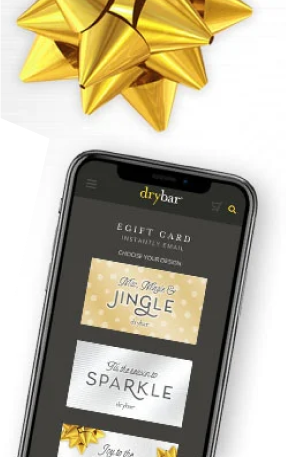 drybar
EGIFT CARD
INSTANTLY EMAIL
CHOOSE YOUR DESIGN
Mix, Mingle &
JINGLE
drybar
'Tis the season to
SPARKLE
drybar
Joy to the